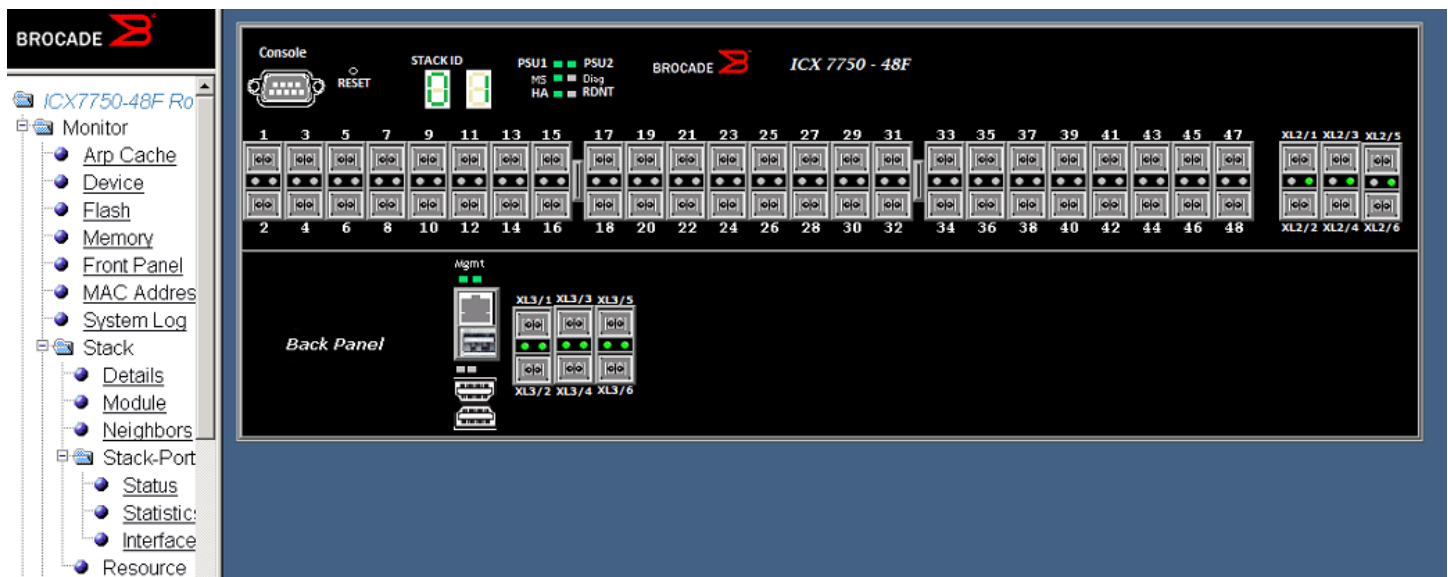 BROCADE
ICX7750-48F Ro
Monitor
Arp Cache
Device
Flash
Memory
Front Panel
MAC Addres
System Log
Stack
Details
Module
Neighbors
Stack-Port
Status
Statistic
Interface
Resource
Console
RESET
STACK ID
01
PSU1 PSU2
MS Diag
HA RDNT
BROCADE
ICX 7750 - 48F
1 3 5 7 9 11 13 15 17 19 21 23 25 27 29 31 33 35 37 39 41 43 45 47 XL2/1 XL2/3 XL2/5
2 4 6 8 10 12 14 16 18 20 22 24 26 28 30 32 34 36 38 40 42 44 46 48 XL2/2 XL2/4 XL2/6
Back Panel
Mgmt
XL3/1 XL3/3 XL3/5
XL3/2 XL3/4 XL3/6